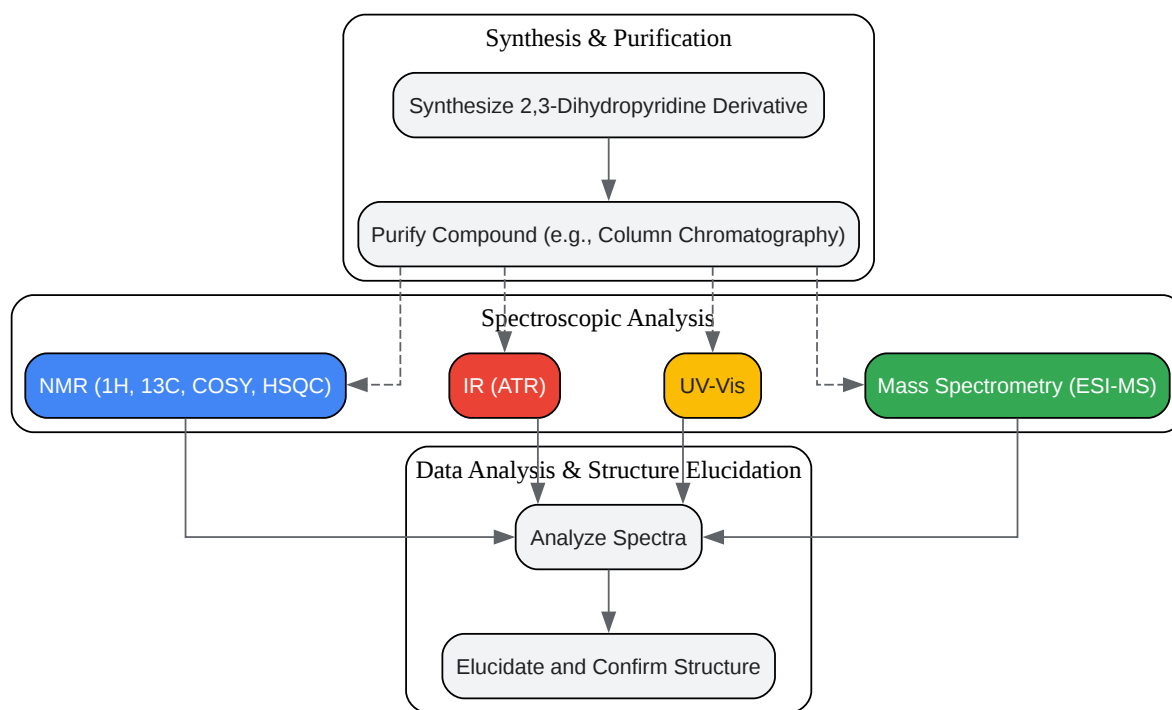 Synthesis & Purification
Synthesize 2,3-Dihydropyridine Derivative
Purify Compound (e.g., Column Chromatography)
Spectroscopic Analysis
NMR (1H, 13C, COSY, HSQC)
IR (ATR)
UV-Vis
Mass Spectrometry (ESI-MS)
Data Analysis & Structure Elucidation
Analyze Spectra
Elucidate and Confirm Structure